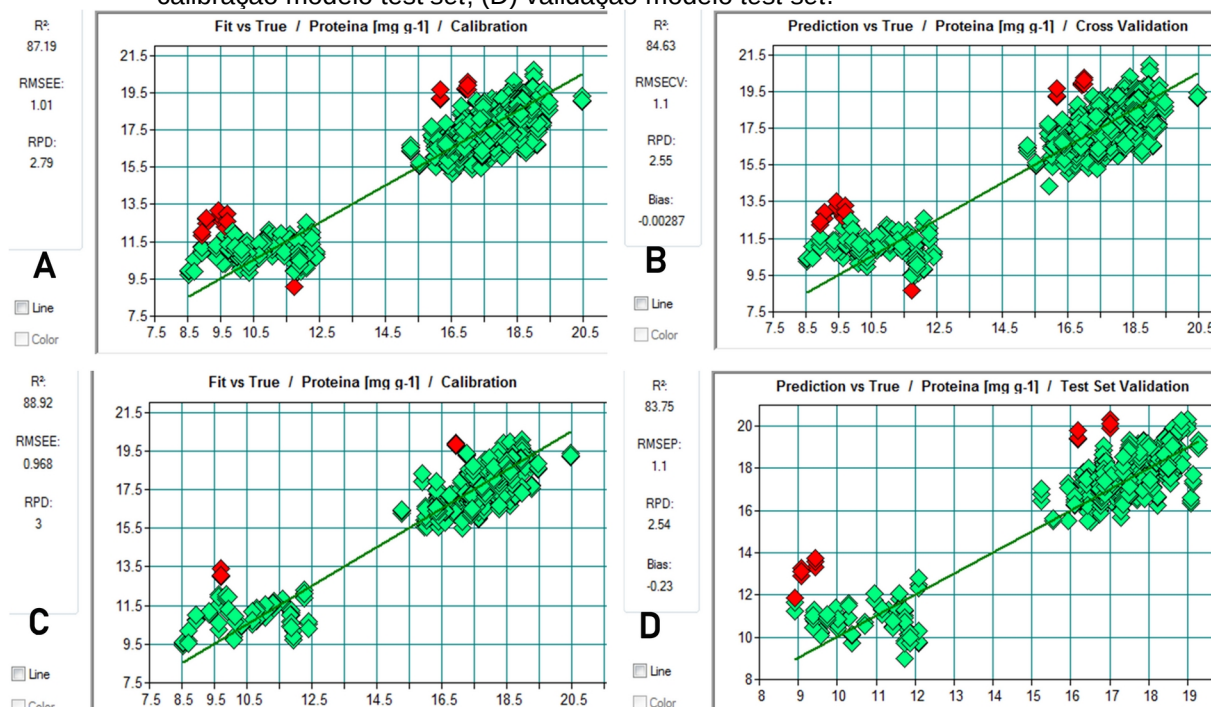 calibração modelo test set; (D) validação modelo test set.
R²:
87.19
RMSEE:
1.01
RPD:
2.79
A
Line
Color
Fit vs True / Proteina [mg g-1] / Calibration
21.5
19.5
17.5
15.5
13.5
11.5
9.5
7.5
7.5 8.5 9.5 10.5 12.5 14.5 16.5 18.5 20.5
R²:
84.63
RMSECV:
1.1
RPD:
2.55
Bias:
-0.00287
B
Line
Color
Prediction vs True / Proteina [mg g-1] / Cross Validation
21.5
19.5
17.5
15.5
13.5
11.5
9.5
7.5
7.5 8.5 9.5 10.5 12.5 14.5 16.5 18.5 20.5
R²:
88.92
RMSEE:
0.968
RPD:
3
C
Line
Color
Fit vs True / Proteina [mg g-1] / Calibration
21.5
19.5
17.5
15.5
13.5
11.5
9.5
7.5
7.5 8.5 9.5 10.5 12.5 14.5 16.5 18.5 20.5
R²:
83.75
RMSEP:
1.1
RPD:
2.54
Bias:
-0.23
D
Line
Color
Prediction vs True / Proteina [mg g-1] / Test Set Validation
20
18
16
14
12
10
8
8 9 10 11 12 13 14 15 16 17 18 19